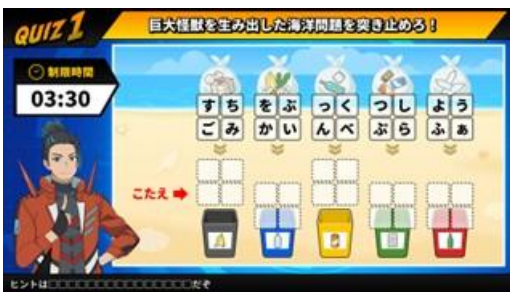 QUIZ 1
巨大怪獣を生み出した海洋問題を突き止めろ!
制限時間
03:30
すち をぶ っく つし よう
ごみ かい んべ ぷら ふぁ
こたえ
ヒントは□□□□□□□□□□□□□□□だぞ